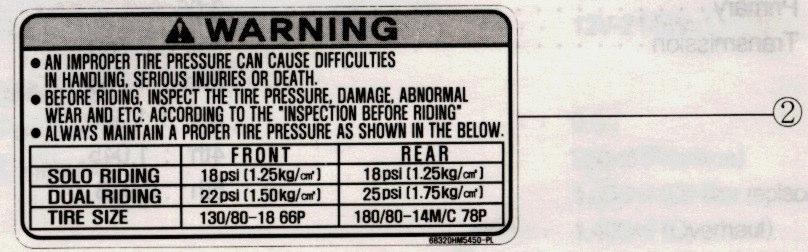 WARNING
● AN IMPROPER TIRE PRESSURE CAN CAUSE DIFFICULTIES
IN HANDLING, SERIOUS INJURIES OR DEATH.
● BEFORE RIDING, INSPECT THE TIRE PRESSURE, DAMAGE, ABNORMAL
WEAR AND ETC. ACCORDING TO THE "INSPECTION BEFORE RIDING"
● ALWAYS MAINTAIN A PROPER TIRE PRESSURE AS SHOWN IN THE BELOW.
②
FRONT REAR
SOLO RIDING 18psi (1.25kg/㎠) 18psi (1.25kg/㎠)
DUAL RIDING 22psi (1.50kg/㎠) 25psi (1.75kg/㎠)
TIRE SIZE 130/80-18 66P 180/80-14M/C 78P
68320HM5450-PL
Primary
Transmission